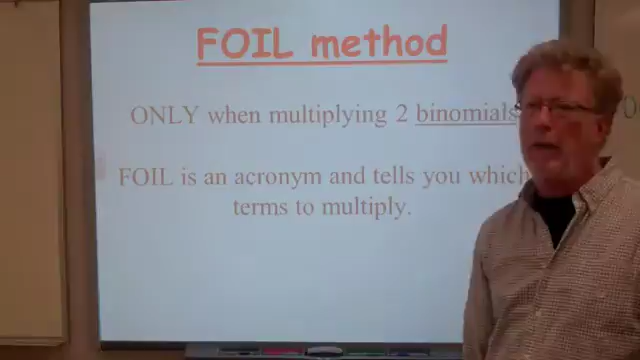 FOIL method
ONLY when multiplying 2 binomials
FOIL is an acronym and tells you which
terms to multiply.